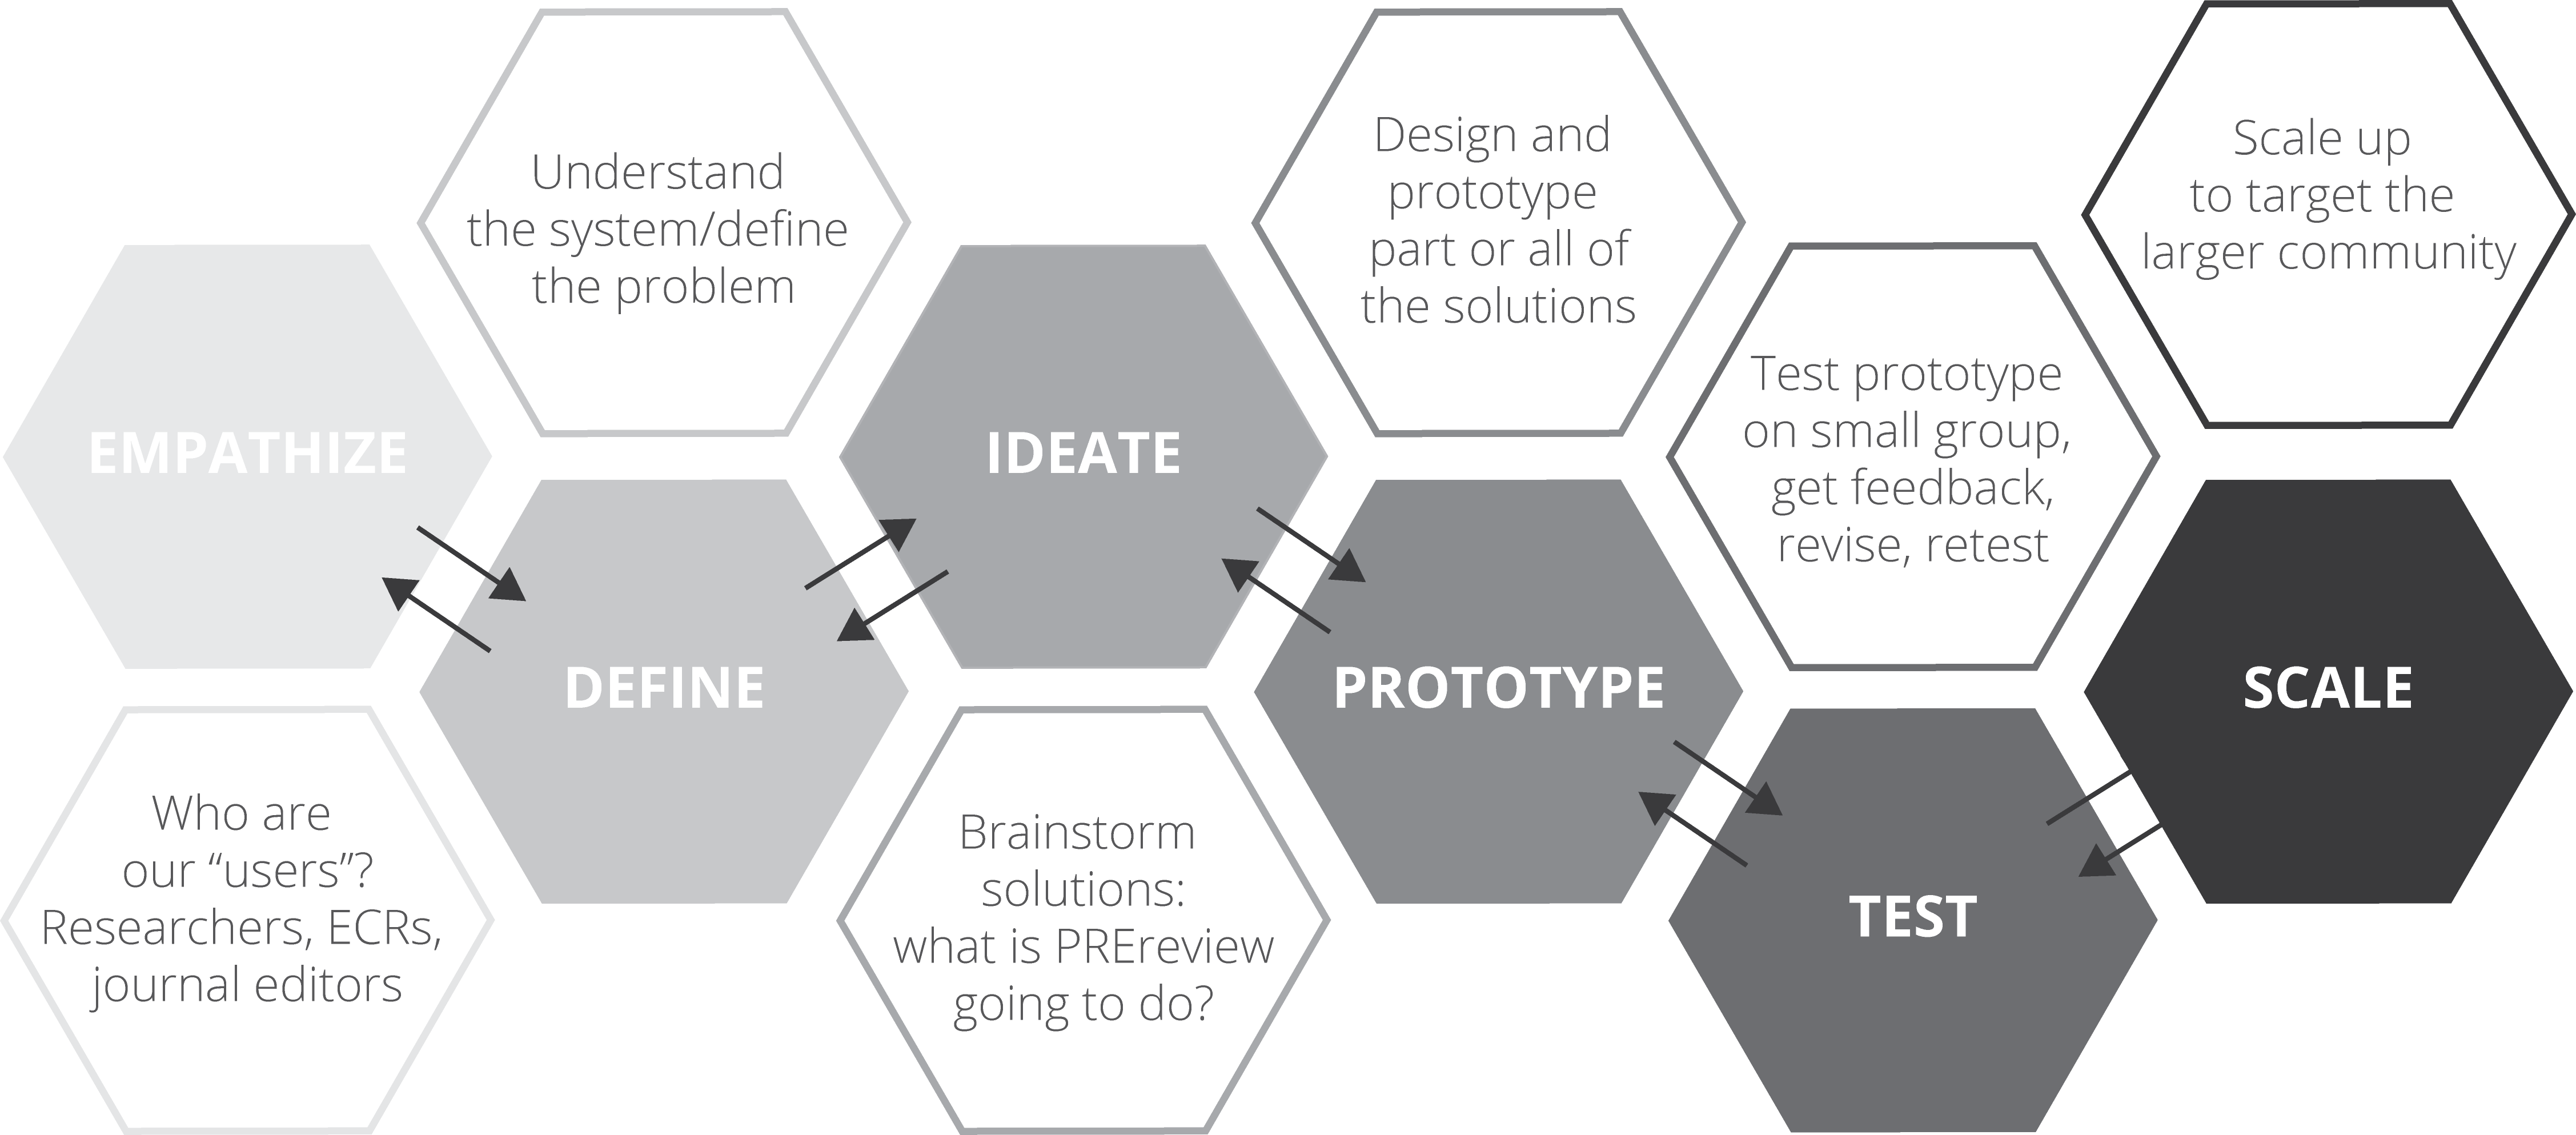 EMPATHIZE
Who are
our “users”?
Researchers, ECRs,
journal editors
Understand
the system/define
the problem
DEFINE
IDEATE
Brainstorm
solutions:
what is PREreview
going to do?
Design and
prototype
part or all of
the solutions
PROTOTYPE
Test prototype
on small group,
get feedback,
revise, retest
TEST
Scale up
to target the
larger community
SCALE